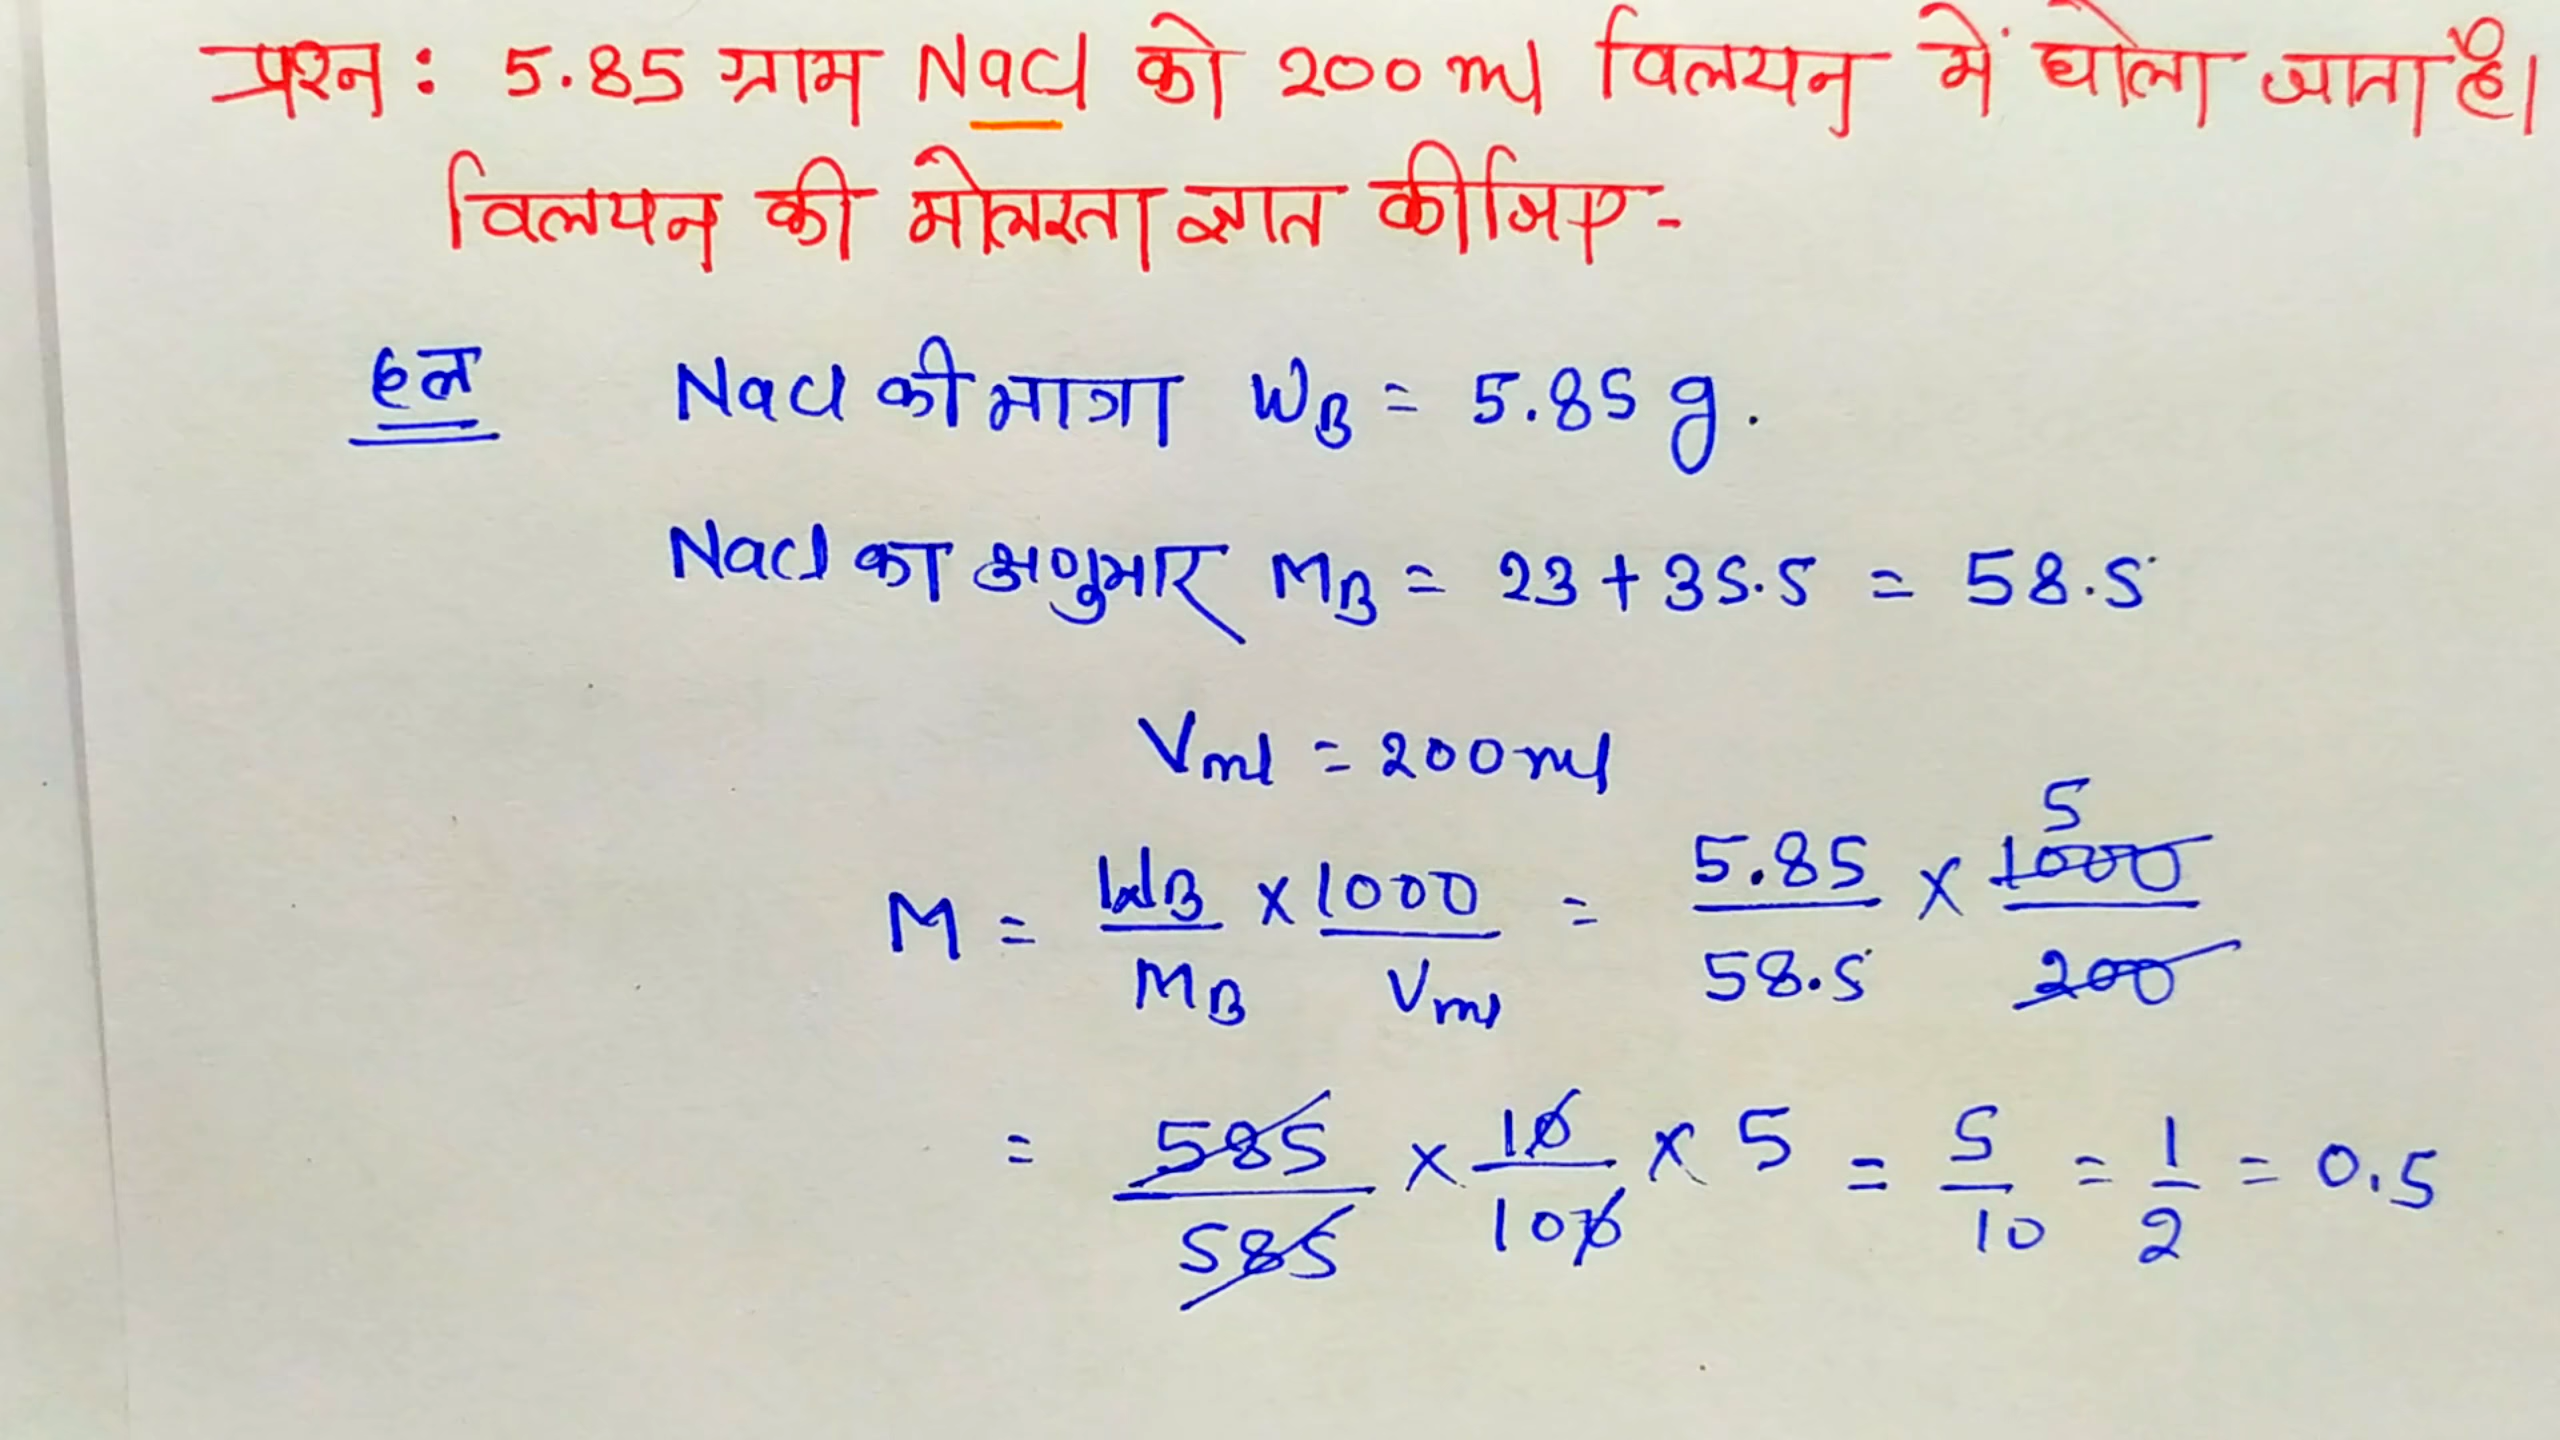 प्रश्न: 5.85 ग्राम NaCl को 200 ml विलयन में घोला जाता है।
विलयन की मोलरता ज्ञात कीजिए-
हल NaCl की मात्रा WB = 5.85 g.
NaCl का अणुभार MB = 23 + 35.5 = 58.5
Vml = 200 ml
M = WB/MB × 1000/Vml = 5.85/58.5 × 1000/200 5
= 585/585 × 10/100 × 5 = 5/10 = 1/2 = 0.5